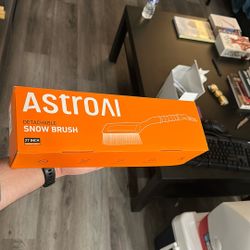 AstroAI
DETACHABLE
SNOW BRUSH
27 INCH